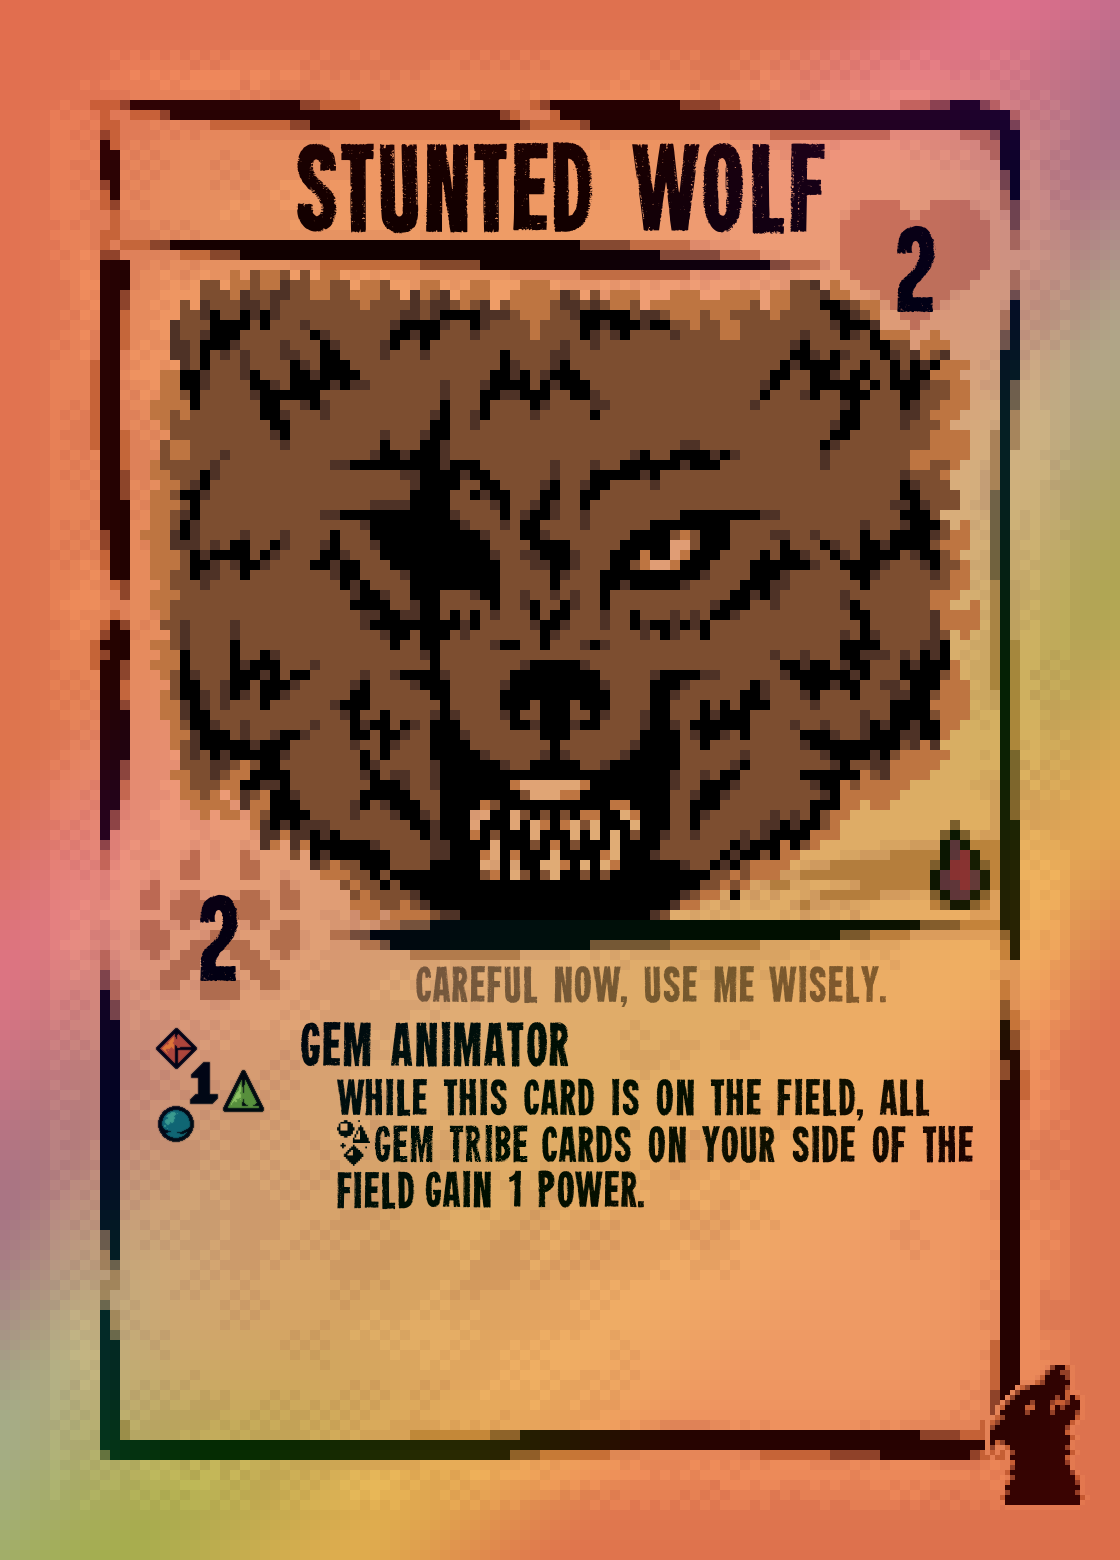 STUNTED WOLF
2
2
CAREFUL NOW, USE ME WISELY.
1
GEM ANIMATOR
WHILE THIS CARD IS ON THE FIELD, ALL
GEM TRIBE CARDS ON YOUR SIDE OF THE
FIELD GAIN 1 POWER.